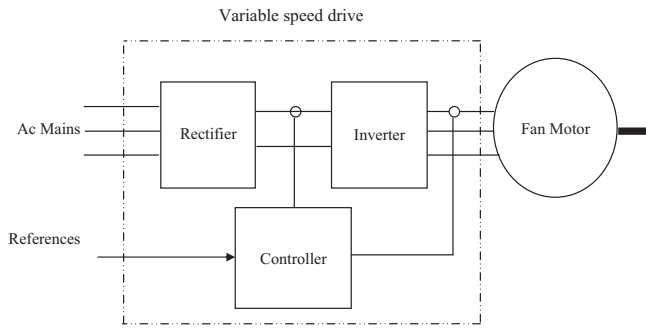 Variable speed drive
Ac Mains
Rectifier
Inverter
Fan Motor
References
Controller